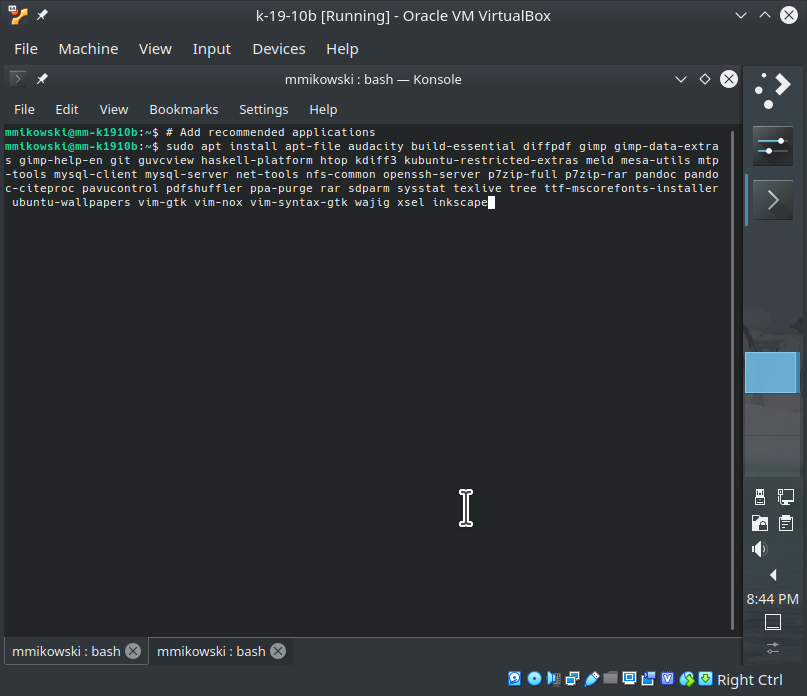 k-19-10b [Running] - Oracle VM VirtualBox
File Machine View Input Devices Help
mmikowski : bash — Konsole
File Edit View Bookmarks Settings Help
mmikowski@mm-k1910b:~$ # Add recommended applications
mmikowski@mm-k1910b:~$ sudo apt install apt-file audacity build-essential diffpdf gimp gimp-data-extra
s gimp-help-en git guvcview haskell-platform htop kdiff3 kubuntu-restricted-extras meld mesa-utils mtp
-tools mysql-client mysql-server net-tools nfs-common openssh-server p7zip-full p7zip-rar pandoc pando
c-citeproc pavucontrol pdfshuffler ppa-purge rar sdparm sysstat texlive tree ttf-mscorefonts-installer
ubuntu-wallpapers vim-gtk vim-nox vim-syntax-gtk wajig xsel inkscape
8:44 PM
mmikowski : bash mmikowski : bash
Right Ctrl